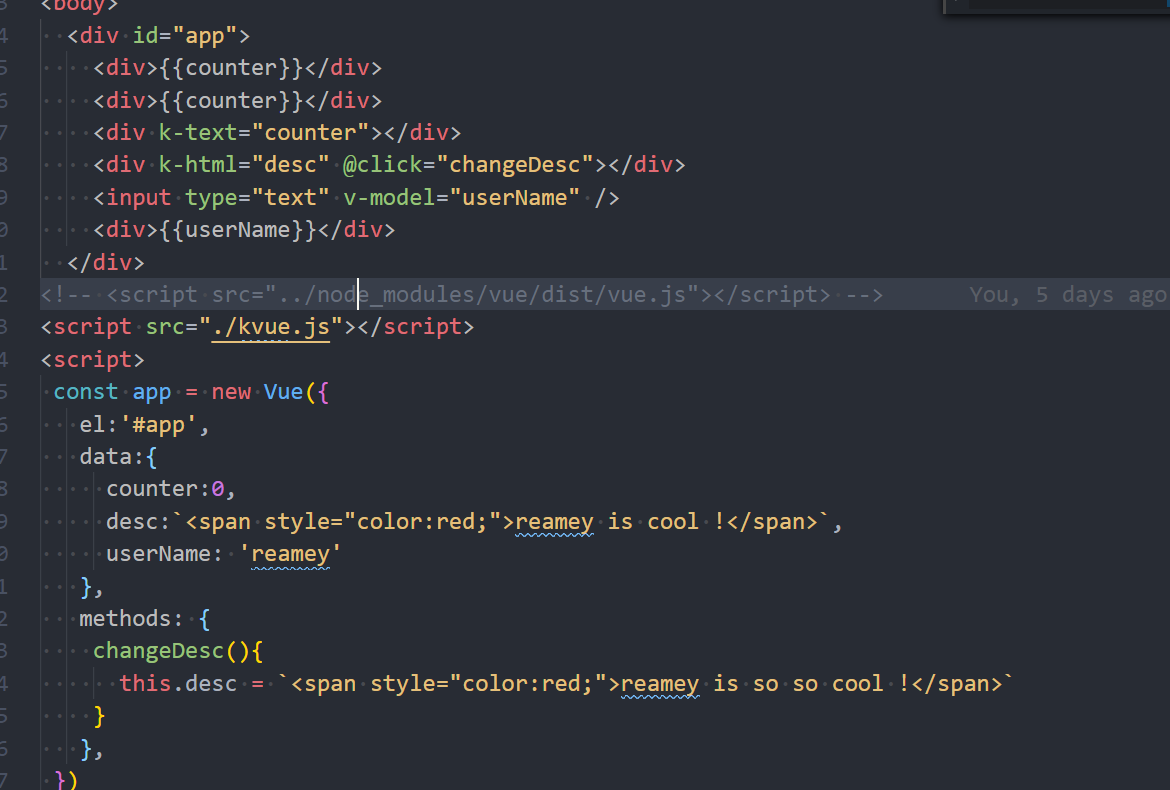 <body>
<div id="app">
<div>{{counter}}</div>
<div>{{counter}}</div>
<div k-text="counter"></div>
<div k-html="desc" @click="changeDesc"></div>
<input type="text" v-model="userName" />
<div>{{userName}}</div>
</div>
<!-- <script src="../node_modules/vue/dist/vue.js"></script> --> You, 5 days ago
<script src="./kvue.js"></script>
<script>
const app = new Vue({
el:'#app',
data:{
counter:0,
desc:`<span style="color:red;">reamey is cool !</span>`,
userName: 'reamey'
},
methods: {
changeDesc(){
this.desc = `<span style="color:red;">reamey is so so cool !</span>`
}
},
})